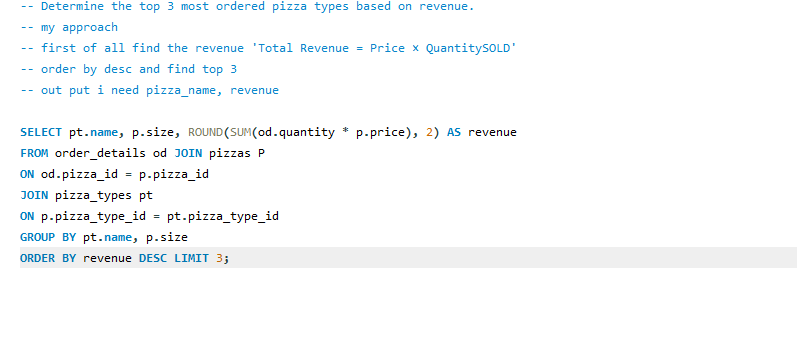 -- Determine the top 3 most ordered pizza types based on revenue.
-- my approach
-- first of all find the revenue 'Total Revenue = Price × QuantitySOLD'
-- order by desc and find top 3
-- out put i need pizza_name, revenue
SELECT pt.name, p.size, ROUND(SUM(od.quantity * p.price), 2) AS revenue
FROM order_details od JOIN pizzas P
ON od.pizza_id = p.pizza_id
JOIN pizza_types pt
ON p.pizza_type_id = pt.pizza_type_id
GROUP BY pt.name, p.size
ORDER BY revenue DESC LIMIT 3;